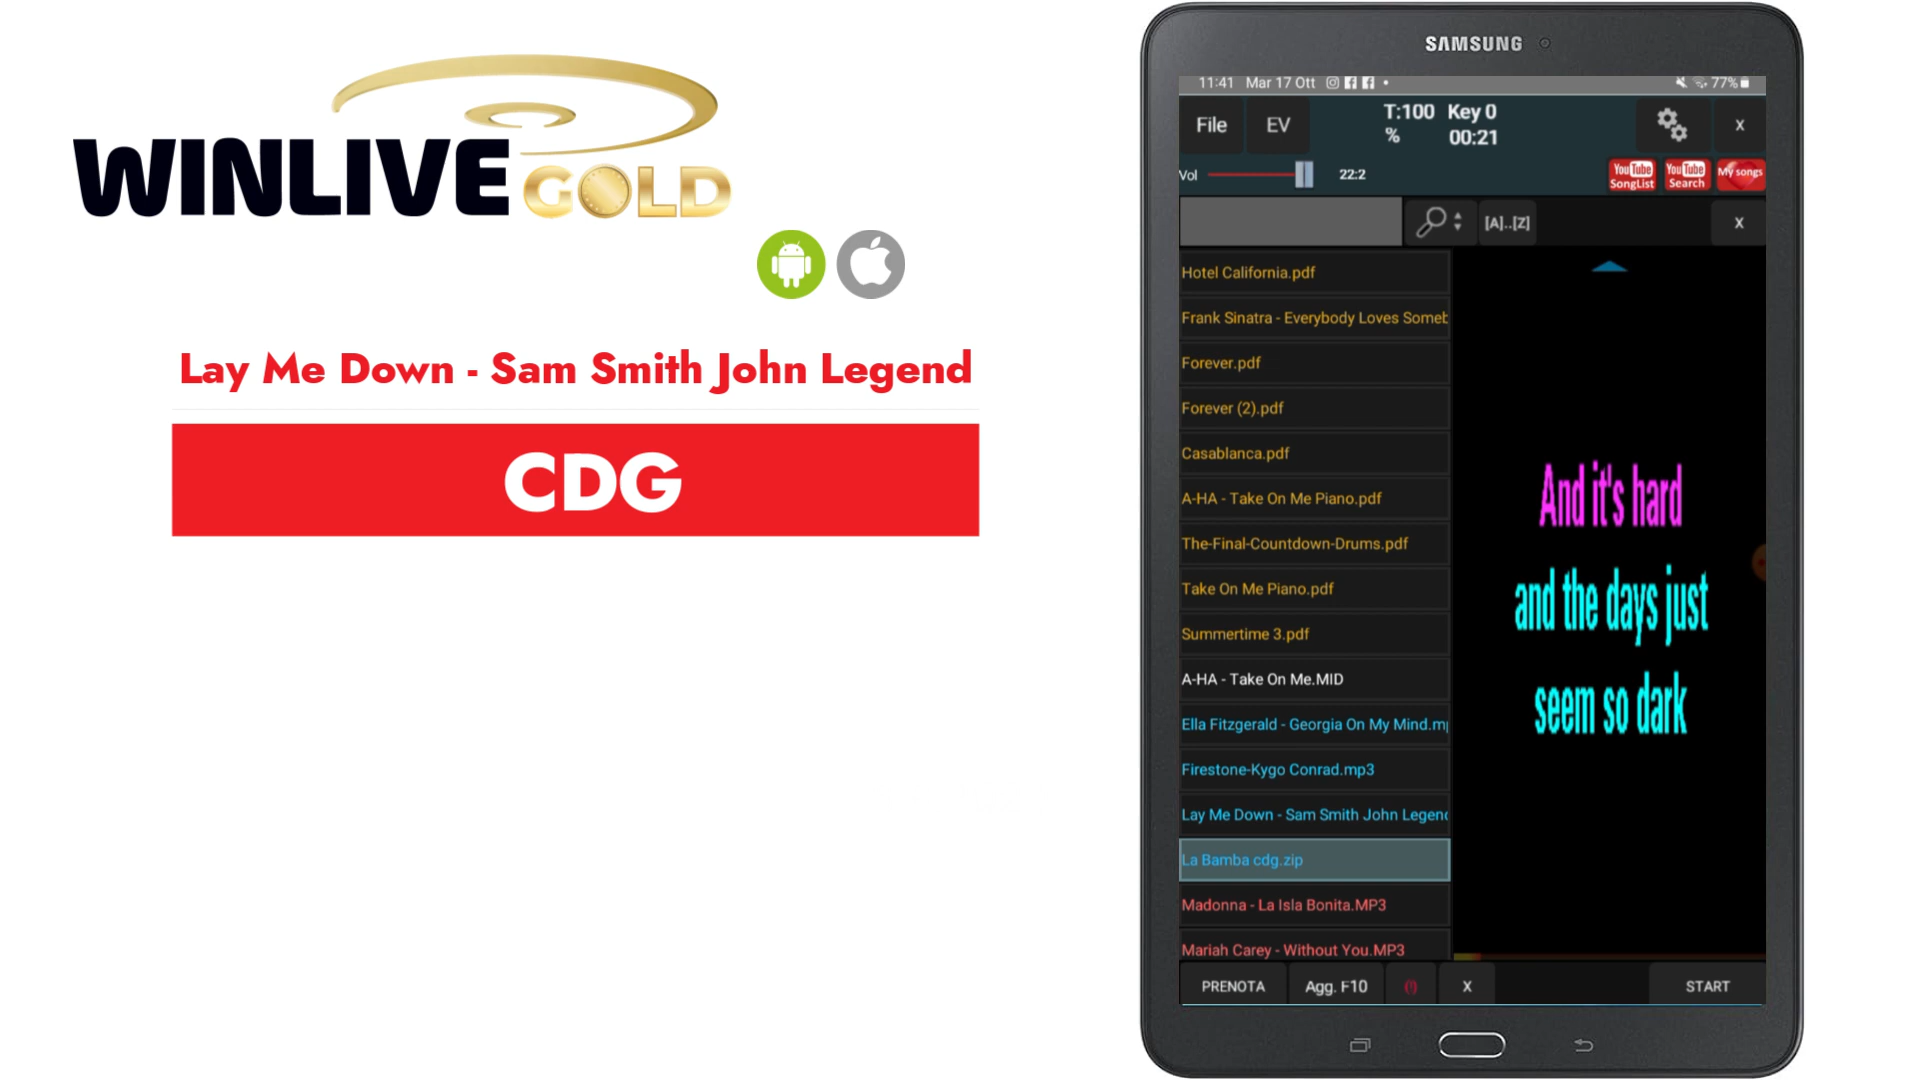 WINLIVE GOLD
Lay Me Down - Sam Smith John Legend
CDG
SAMSUNG
11:41 Mar 17 Ott
77%
File
EV
T:100 %
Key 0
00:21
x
Vol
22:2
YouTube SongList
YouTube Search
My songs
[A]..[Z]
x
Hotel California.pdf
Frank Sinatra - Everybody Loves Someb
Forever.pdf
Forever (2).pdf
Casablanca.pdf
A-HA - Take On Me Piano.pdf
The-Final-Countdown-Drums.pdf
Take On Me Piano.pdf
Summertime 3.pdf
A-HA - Take On Me.MID
Ella Fitzgerald - Georgia On My Mind.mp
Firestone-Kygo Conrad.mp3
Lay Me Down - Sam Smith John Legend
La Bamba cdg.zip
Madonna - La Isla Bonita.MP3
Mariah Carey - Without You.MP3
And it's hard
and the days just
seem so dark
PRENOTA
Agg. F10
(!)
X
START